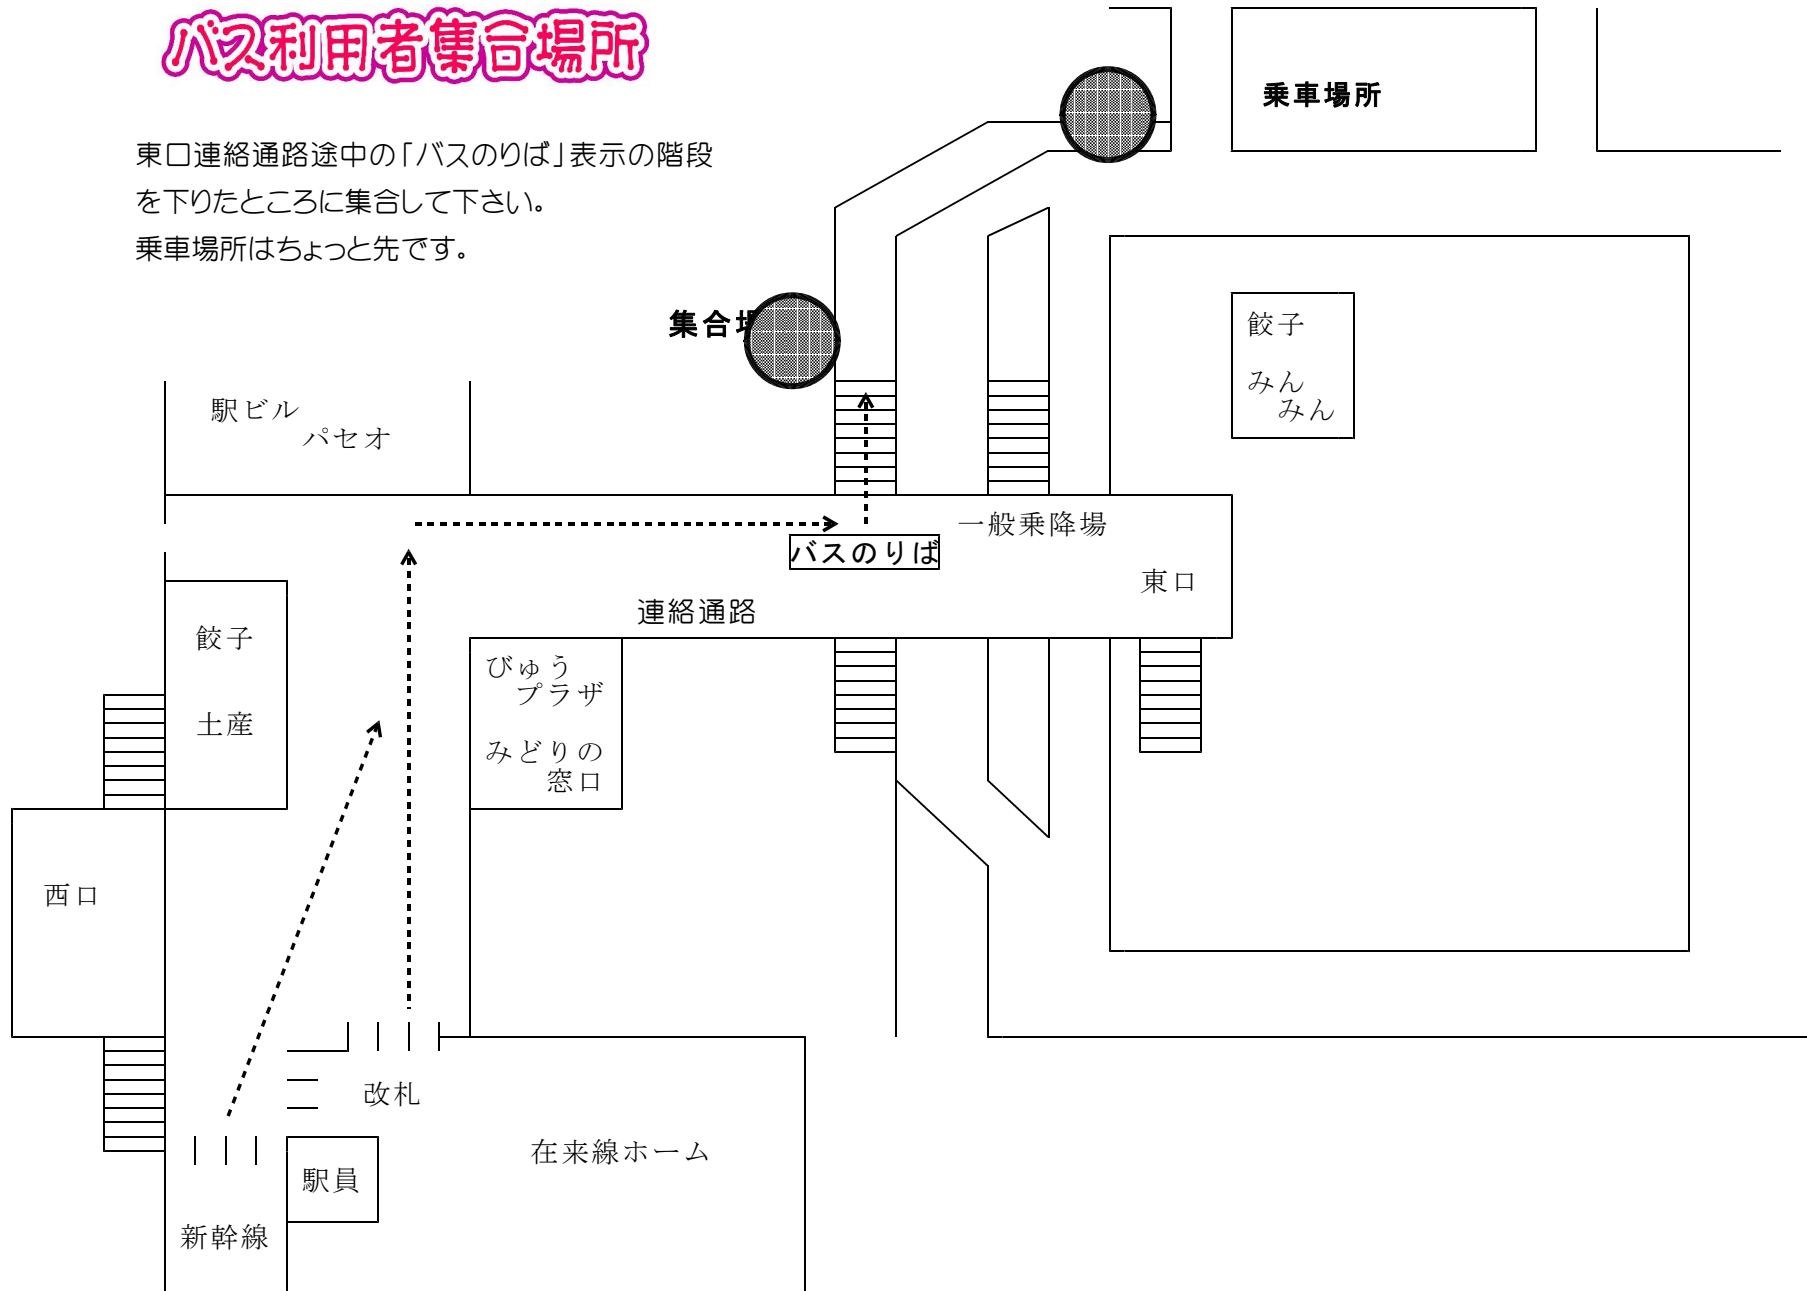 バス利用者集合場所
東口連絡通路途中の「バスのりば」表示の階段
を下りたところに集合して下さい。
乗車場所はちょっと先です。
乗車場所
集合場
餃子
みん
みん
駅ビル
パセオ
一般乗降場
バスのりば
東口
連絡通路
餃子
土産
びゅう
プラザ
みどりの
窓口
西口
改札
在来線ホーム
駅員
新幹線